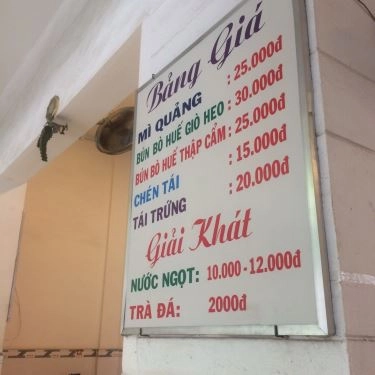 Bảng Giá
MÌ QUẢNG : 25.000đ
BÚN BÒ HUẾ GIÒ HEO : 30.000đ
BÚN BÒ HUẾ THẬP CẨM : 25.000đ
CHÉN TÁI : 15.000đ
TÁI TRỨNG : 20.000đ
Giải Khát
NƯỚC NGỌT: 10.000 - 12.000đ
TRÀ ĐÁ: 2000đ